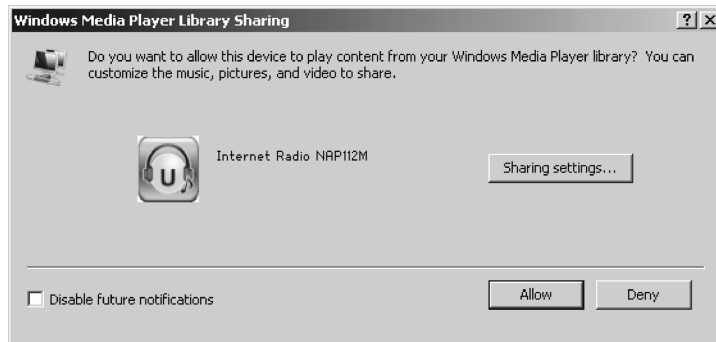 Windows Media Player Library Sharing
? X
Do you want to allow this device to play content from your Windows Media Player library? You can
customize the music, pictures, and video to share.
U
Internet Radio NAP112M
Sharing settings...
Disable future notifications
Allow
Deny